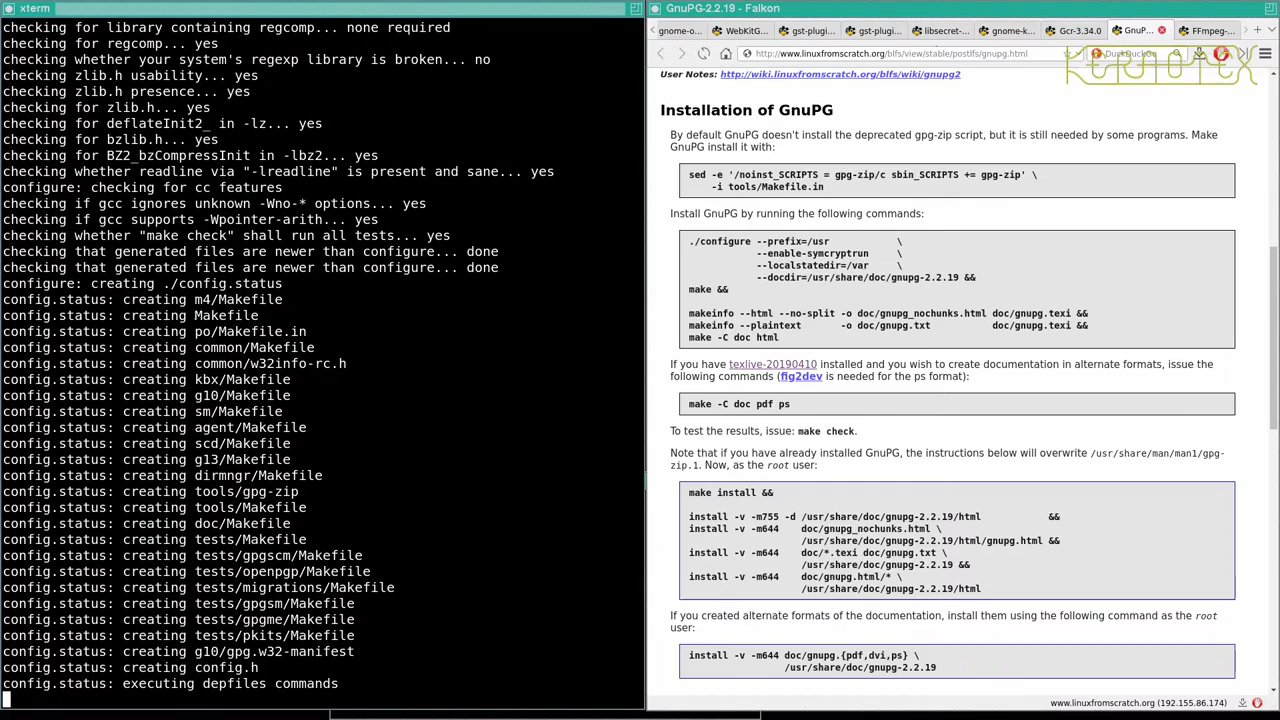 xterm
checking for library containing regcomp... none required
checking for regcomp... yes
checking whether your system's regexp library is broken... no
checking zlib.h usability... yes
checking zlib.h presence... yes
checking for zlib.h... yes
checking for deflateInit2_ in -lz... yes
checking for bzlib.h... yes
checking for BZ2_bzCompressInit in -lbz2... yes
checking whether readline via "-lreadline" is present and sane... yes
configure: checking for cc features
checking if gcc ignores unknown -Wno-* options... yes
checking if gcc supports -Wpointer-arith... yes
checking whether "make check" shall run all tests... yes
checking that generated files are newer than configure... done
checking that generated files are newer than configure... done
configure: creating ./config.status
config.status: creating m4/Makefile
config.status: creating Makefile
config.status: creating po/Makefile.in
config.status: creating common/Makefile
config.status: creating common/w32info-rc.h
config.status: creating kbx/Makefile
config.status: creating g10/Makefile
config.status: creating sm/Makefile
config.status: creating agent/Makefile
config.status: creating scd/Makefile
config.status: creating g13/Makefile
config.status: creating dirmngr/Makefile
config.status: creating tools/gpg-zip
config.status: creating tools/Makefile
config.status: creating doc/Makefile
config.status: creating tests/Makefile
config.status: creating tests/gpgscm/Makefile
config.status: creating tests/openpgp/Makefile
config.status: creating tests/migrations/Makefile
config.status: creating tests/gpgsm/Makefile
config.status: creating tests/gpgme/Makefile
config.status: creating tests/pkits/Makefile
config.status: creating g10/gpg.w32-manifest
config.status: creating config.h
config.status: executing depfiles commands
GnuPG-2.2.19 - Falkon
gnome-o... WebKitG... gst-plug... gst-plug... libsecret-... gnome-k... Gcr-3.34.0 GnuP... FFmpeg-...
http://www.linuxfromscratch.org/blfs/view/stable/postlfs/gnupg.html DuckDuckGo
KERNOTEX
User Notes: http://wiki.linuxfromscratch.org/blfs/wiki/gnupg2
Installation of GnuPG
By default GnuPG doesn't install the deprecated gpg-zip script, but it is still needed by some programs. Make
GnuPG install it with:
sed -e '/noinst_SCRIPTS = gpg-zip/c sbin_SCRIPTS += gpg-zip' \
-i tools/Makefile.in
Install GnuPG by running the following commands:
./configure --prefix=/usr \
--enable-symcryptrun \
--localstatedir=/var \
--docdir=/usr/share/doc/gnupg-2.2.19 &&
make &&
makeinfo --html --no-split -o doc/gnupg_nochunks.html doc/gnupg.texi &&
makeinfo --plaintext -o doc/gnupg.txt doc/gnupg.texi &&
make -C doc html
If you have texlive-20190410 installed and you wish to create documentation in alternate formats, issue the
following commands (fig2dev is needed for the ps format):
make -C doc pdf ps
To test the results, issue: make check.
Note that if you have already installed GnuPG, the instructions below will overwrite /usr/share/man/man1/gpg-
zip.1. Now, as the root user:
make install &&
install -v -m755 -d /usr/share/doc/gnupg-2.2.19/html &&
install -v -m644 doc/gnupg_nochunks.html \
/usr/share/doc/gnupg-2.2.19/html/gnupg.html &&
install -v -m644 doc/*.texi doc/gnupg.txt \
/usr/share/doc/gnupg-2.2.19 &&
install -v -m644 doc/gnupg.html/* \
/usr/share/doc/gnupg-2.2.19/html
If you created alternate formats of the documentation, install them using the following command as the root
user:
install -v -m644 doc/gnupg.{pdf,dvi,ps} \
/usr/share/doc/gnupg-2.2.19
www.linuxfromscratch.org (192.155.86.174)